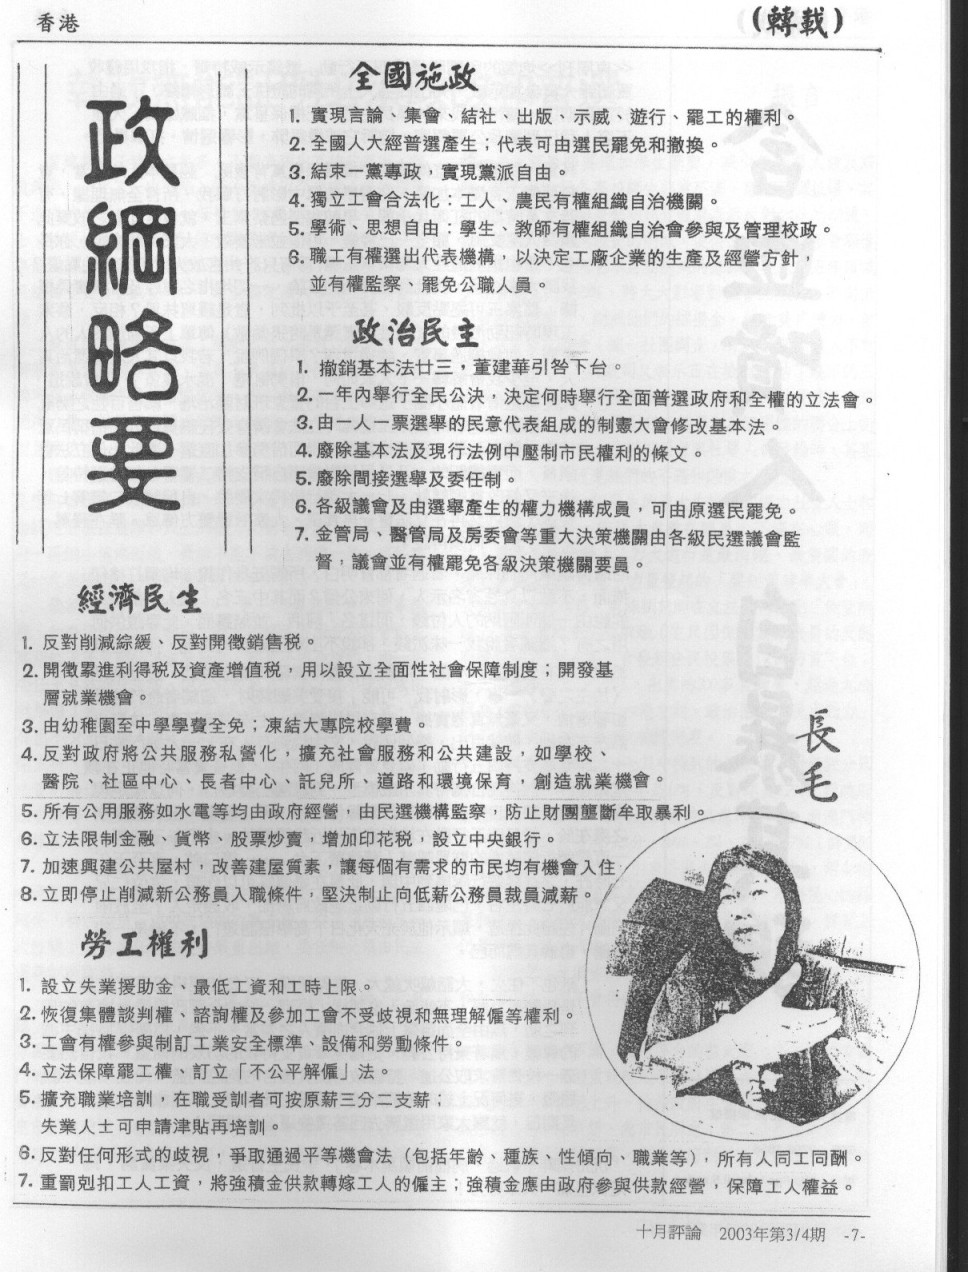 香港
(轉載)
政綱略要
全國施政
1. 實現言論、集會、結社、出版、示威、遊行、罷工的權利。
2. 全國人大經普選產生；代表可由選民罷免和撤換。
3. 結束一黨專政，實現黨派自由。
4. 獨立工會合法化：工人、農民有權組織自治機關。
5. 學術、思想自由：學生、教師有權組織自治會參與及管理校政。
6. 職工有權選出代表機構，以決定工廠企業的生產及經營方針，
並有權監察、罷免公職人員。
政治民主
1. 撤銷基本法廿三，董建華引咎下台。
2. 一年內舉行全民公決，決定何時舉行全面普選政府和全權的立法會。
3. 由一人一票選舉的民意代表組成的制憲大會修改基本法。
4. 廢除基本法及現行法例中壓制市民權利的條文。
5. 廢除間接選舉及委任制。
6. 各級議會及由選舉產生的權力機構成員，可由原選民罷免。
7. 金管局、醫管局及房委會等重大決策機關由各級民選議會監
督，議會並有權罷免各級決策機關要員。
經濟民生
1. 反對削減綜緩、反對開徵銷售稅。
2. 開徵累進利得稅及資產增值稅，用以設立全面性社會保障制度；開發基
層就業機會。
3. 由幼稚園至中學學費全免；凍結大專院校學費。
4. 反對政府將公共服務私營化，擴充社會服務和公共建設，如學校、
醫院、社區中心、長者中心、託兒所、道路和環境保育，創造就業機會。
5. 所有公用服務如水電等均由政府經營，由民選機構監察，防止財團壟斷牟取暴利。
6. 立法限制金融、貨幣、股票炒賣，增加印花稅，設立中央銀行。
7. 加速興建公共屋村，改善建屋質素，讓每個有需求的市民均有機會入住
8. 立即停止削減新公務員入職條件，堅決制止向低薪公務員裁員減薪。
長毛
勞工權利
1. 設立失業援助金、最低工資和工時上限。
2. 恢復集體談判權、諮詢權及參加工會不受歧視和無理解僱等權利。
3. 工會有權參與制訂工業安全標準、設備和勞動條件。
4. 立法保障罷工權、訂立「不公平解僱」法。
5. 擴充職業培訓，在職受訓者可按原薪三分二支薪；
失業人士可申請津貼再培訓。
6. 反對任何形式的歧視，爭取通過平等機會法（包括年齡、種族、性傾向、職業等），所有人同工同酬。
7. 重罰剋扣工人工資，將強積金供款轉嫁工人的僱主；強積金應由政府參與供款經營，保障工人權益。
十月評論 2003年第3/4期 -7-